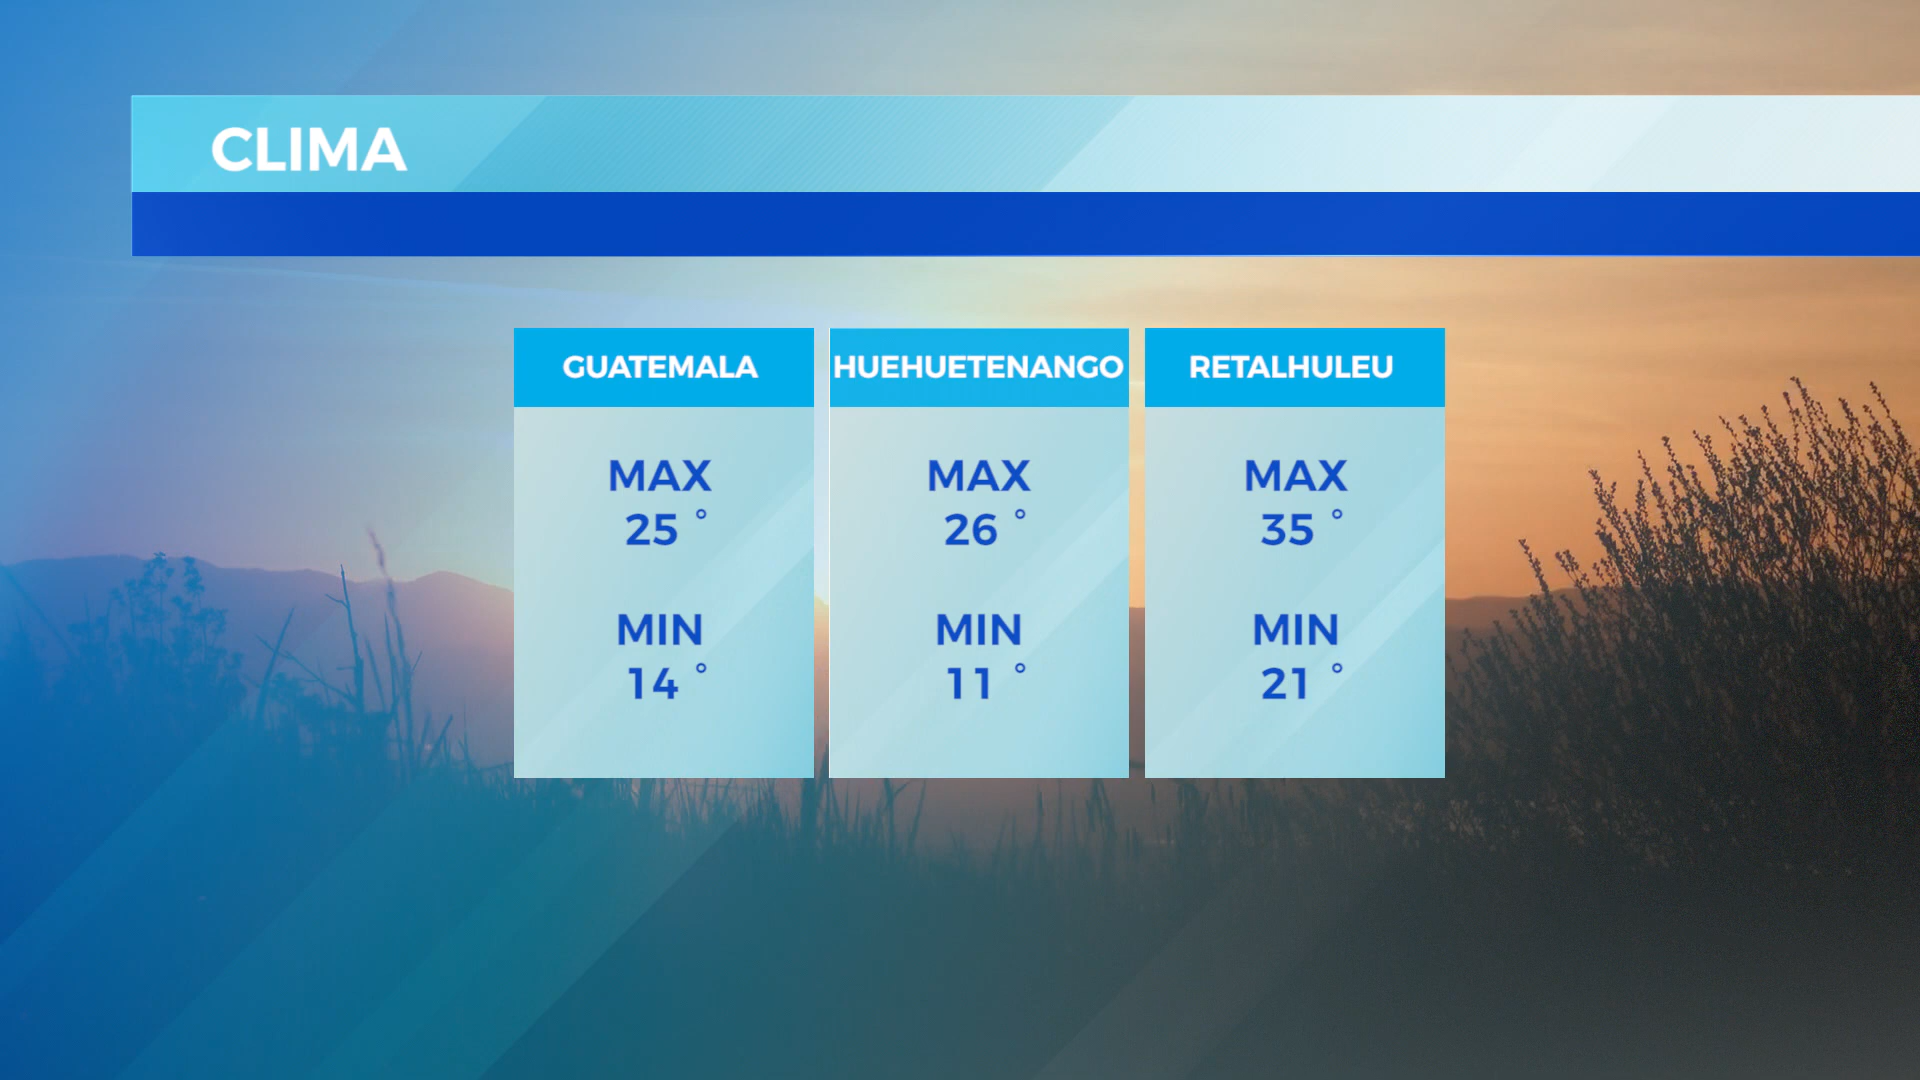 CLIMA
GUATEMALA
MAX
25 °
MIN
14 °
HUEHUETENANGO
MAX
26 °
MIN
11 °
RETALHULEU
MAX
35 °
MIN
21 °